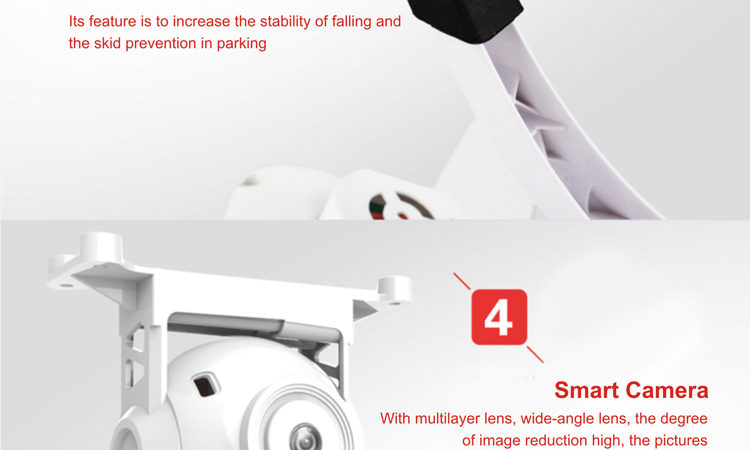 Its feature is to increase the stability of falling and
the skid prevention in parking
4
Smart Camera
With multilayer lens, wide-angle lens, the degree
of image reduction high, the pictures